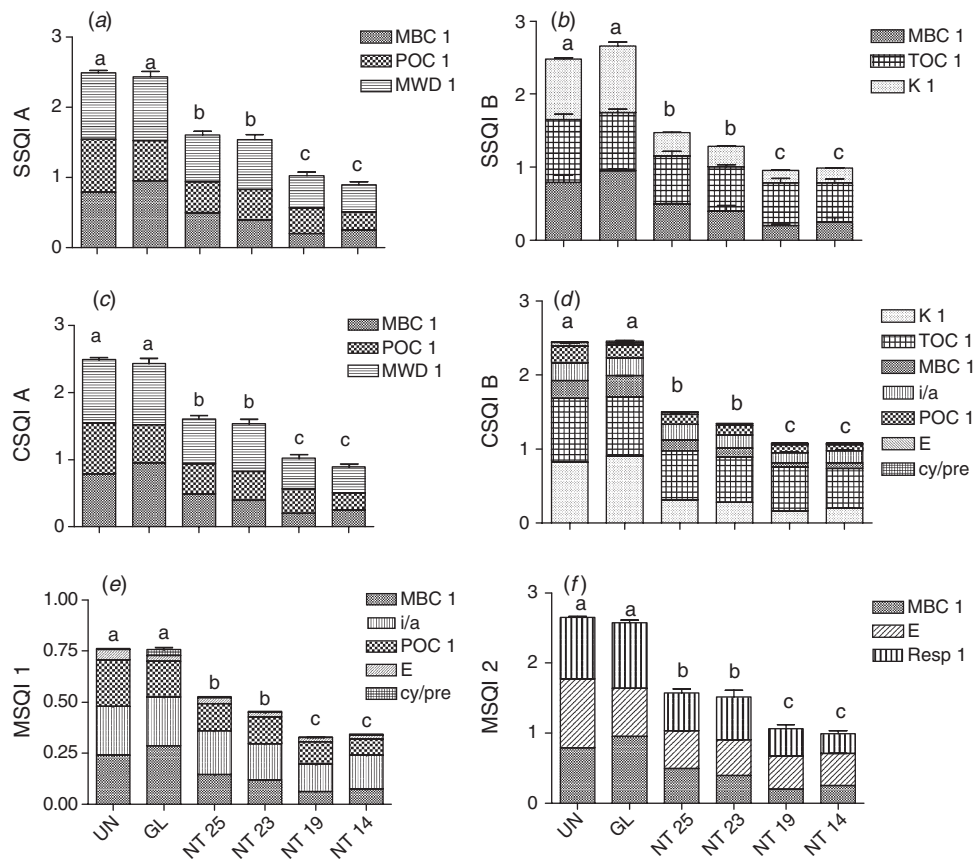 (a)
3
2
1
0
SSQI A
a
a
b
b
c
c
MBC 1
POC 1
MWD 1
(b)
3
2
1
0
SSQI B
a
a
b
b
c
c
MBC 1
TOC 1
K 1
(c)
3
2
1
0
CSQI A
a
a
b
b
c
c
MBC 1
POC 1
MWD 1
(d)
3
2
1
0
CSQI B
a
a
b
b
c
c
K 1
TOC 1
MBC 1
i/a
POC 1
E
cy/pre
(e)
1.00
0.75
0.50
0.25
0.00
MSQI 1
a
a
b
b
c
c
MBC 1
i/a
POC 1
E
cy/pre
UN
GL
NT 25
NT 23
NT 19
NT 14
(f)
3
2
1
0
MSQI 2
a
a
b
b
c
c
MBC 1
E
Resp 1
UN
GL
NT 25
NT 23
NT 19
NT 14